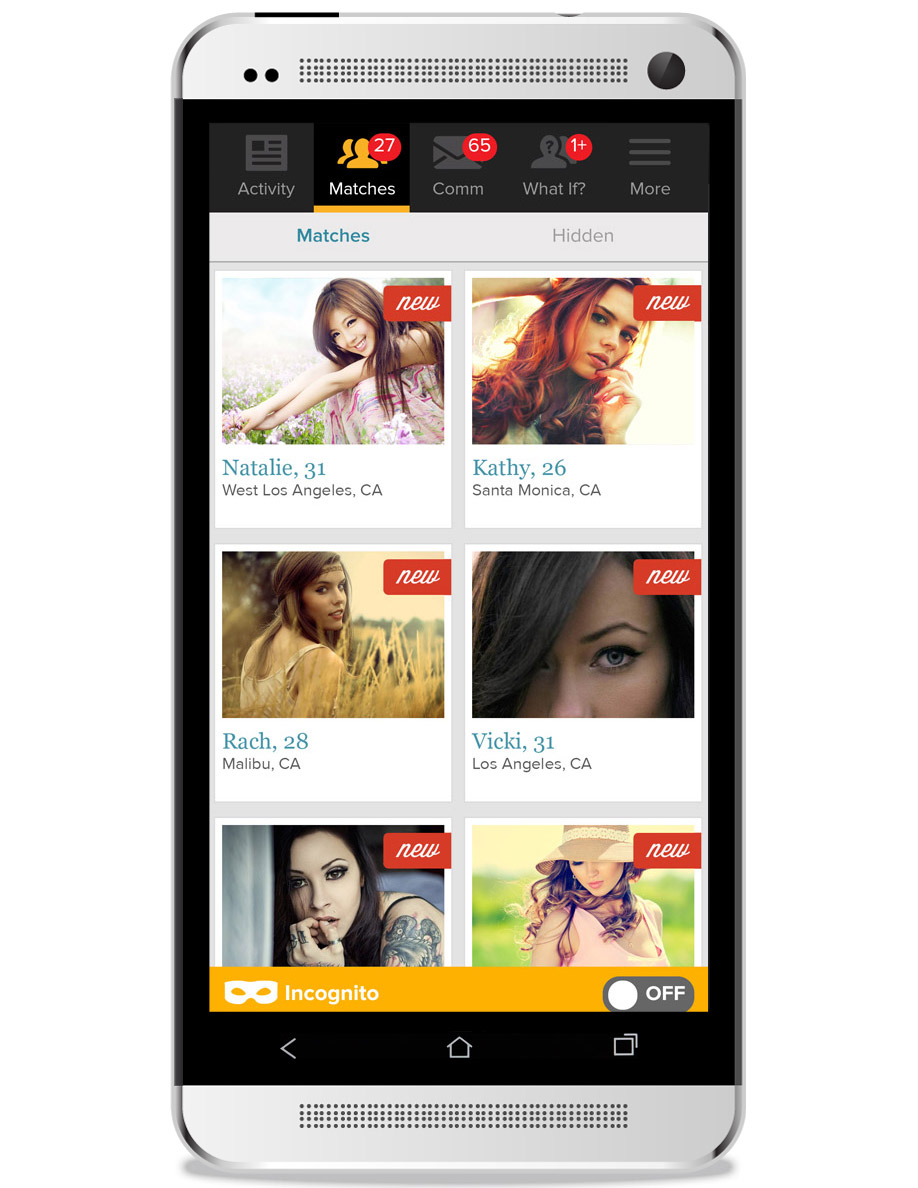 27
65
1+
Activity
Matches
Comm
What If?
More
Matches
Hidden
new
new
Natalie, 31
West Los Angeles, CA
Kathy, 26
Santa Monica, CA
new
new
Rach, 28
Malibu, CA
Vicki, 31
Los Angeles, CA
new
new
Incognito
OFF